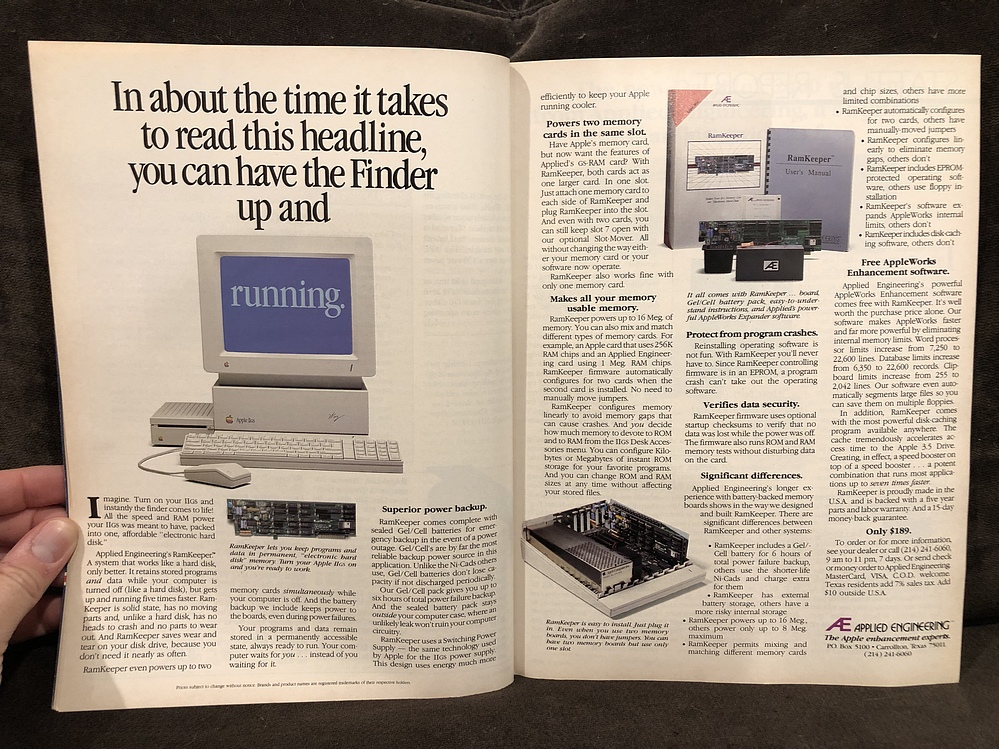 In about the time it takes
to read this headline,
you can have the Finder
up and
running.
Apple IIGS
Imagine. Turn on your IIGS and
instantly the finder comes to life!
All the speed and RAM power
your IIGS was meant to have, packed
into one, affordable "electronic hard
disk."
Applied Engineering's RamKeeper.™
A system that works like a hard disk,
only better. It retains stored programs
and data while your computer is
turned off (like a hard disk), but gets
up and running five times faster. Ram-
Keeper is solid state, has no moving
parts and, unlike a hard disk, has no
heads to crash and no parts to wear
out. And RamKeeper saves wear and
tear on your disk drive, because you
don't need it nearly as often.
RamKeeper even powers up to two
RamKeeper lets you keep programs and
data in permanent, "electronic hard
disk" memory. Turn your Apple IIGS on
and you're ready to work.
memory cards simultaneously while
your computer is off. And the battery
backup we include keeps power to
the boards, even during power failures.
Your programs and data remain
stored in a permanently accessible
state, always ready to run. Your com-
puter waits for you . . . instead of you
waiting for it.
Superior power backup.
RamKeeper comes complete with
sealed Gel/Cell batteries for emer-
gency backup in the event of a power
outage. Gel/Cell's are by far the most
reliable backup power source in this
application. Unlike the Ni-Cads others
use, Gel/Cell batteries don't lose ca-
pacity if not discharged periodically.
Our Gel/Cell pack gives you up to
six hours of total power failure backup.
And the sealed battery pack stays
outside your computer case, where an
unlikely leak won't ruin your computer
circuitry.
RamKeeper uses a Switching Power
Supply — the same technology used
by Apple for the IIGs power supply.
This design uses energy much more
Prices subject to change without notice. Brands and product names are registered trademarks of their respective holders.
efficiently to keep your Apple
running cooler.
Powers two memory
cards in the same slot.
Have Apple's memory card,
but now want the features of
Applied's GS-RAM card? With
RamKeeper, both cards act as
one larger card. In one slot.
Just attach one memory card to
each side of RamKeeper and
plug RamKeeper into the slot.
And even with two cards, you
can still keep slot 7 open with
our optional Slot-Mover. All
without changing the way eith-
er your memory card or your
software now operate.
RamKeeper also works fine with
only one memory card.
Makes all your memory
usable memory.
RamKeeper powers up to 16 Meg. of
memory. You can also mix and match
different types of memory cards. For
example, an Apple card that uses 256K
RAM chips and an Applied Engineer-
ing card using 1 Meg. RAM chips.
RamKeeper firmware automatically
configures for two cards when the
second card is installed. No need to
manually move jumpers.
RamKeeper configures memory
linearly to avoid memory gaps that
can cause crashes. And you decide
how much memory to devote to ROM
and to RAM from the IIGs Desk Acces-
sories menu. You can configure Kilo-
bytes or Megabytes of instant ROM
storage for your favorite programs.
And you can change ROM and RAM
sizes at any time without affecting
your stored files.
RamKeeper is easy to install. Just plug
it in. Even when you use two memory
boards, you don't have jumpers. You can
have two memory boards but use only
one slot.
RamKeeper
RamKeeper™
User's Manual
Æ
It all comes with RamKeeper . . . board,
Gel/Cell battery pack, easy-to-under-
stand instructions, and Applied's power-
ful AppleWorks Expander software.
Protect from program crashes.
Reinstalling operating software is
not fun. With RamKeeper you'll never
have to. Since RamKeeper controlling
firmware is in an EPROM, a program
crash can't take out the operating
software.
Verifies data security.
RamKeeper firmware uses optional
startup checksums to verify that no
data was lost while the power was off.
The firmware also runs ROM and RAM
memory tests without disturbing data
on the card.
Significant differences.
Applied Engineering's longer ex-
perience with battery-backed memory
boards shows in the way we designed
and built RamKeeper. There are
significant differences between
RamKeeper and other systems:
• RamKeeper includes a Gel/
Cell battery for 6 hours of
total power failure backup,
others use the shorter-life
Ni-Cads and charge extra
for them
• RamKeeper has external
battery storage, others have a
more risky internal storage
• RamKeeper powers up to 16 Meg.,
others power only up to 8 Meg.
maximum
• RamKeeper permits mixing and
matching different memory cards
and chip sizes, others have more
limited combinations
• RamKeeper automatically configures
for two cards, others have
manually-moved jumpers
• RamKeeper configures lin-
early to eliminate memory
gaps, others don't
• RamKeeper includes EPROM-
protected operating soft-
ware, others use floppy in-
stallation
• RamKeeper's software ex-
pands AppleWorks internal
limits, others don't
• RamKeeper includes disk-cach-
ing software, others don't
Free AppleWorks
Enhancement software.
Applied Engineering's powerful
AppleWorks Enhancement software
comes free with RamKeeper. It's well
worth the purchase price alone. Our
software makes AppleWorks faster
and far more powerful by eliminating
internal memory limits. Word proces-
sor limits increase from 7,250 to
22,600 lines. Database limits increase
from 6,350 to 22,600 records. Clip-
board limits increase from 255 to
2,042 lines. Our software even auto-
matically segments large files so you
can save them on multiple floppies.
In addition, RamKeeper comes
with the most powerful disk-caching
program available anywhere. The
cache tremendously accelerates ac-
cess time to the Apple 3.5 Drive.
Creating, in effect, a speed booster on
top of a speed booster . . . a potent
combination that runs most applica-
tions up to seven times faster.
RamKeeper is proudly made in the
U.S.A. and is backed with a five year
parts and labor warranty. And a 15-day
money-back guarantee.
Only $189.
To order or for more information,
see your dealer or call (214) 241-6060,
9 am to 11 pm, 7 days. Or send check
or money order to Applied Engineering.
MasterCard, VISA, C.O.D. welcome.
Texas residents add 7% sales tax. Add
$10 outside U.S.A.
Æ APPLIED ENGINEERING®
The Apple enhancement experts.
P.O. Box 5100 • Carrollton, Texas 75011
(214) 241-6060